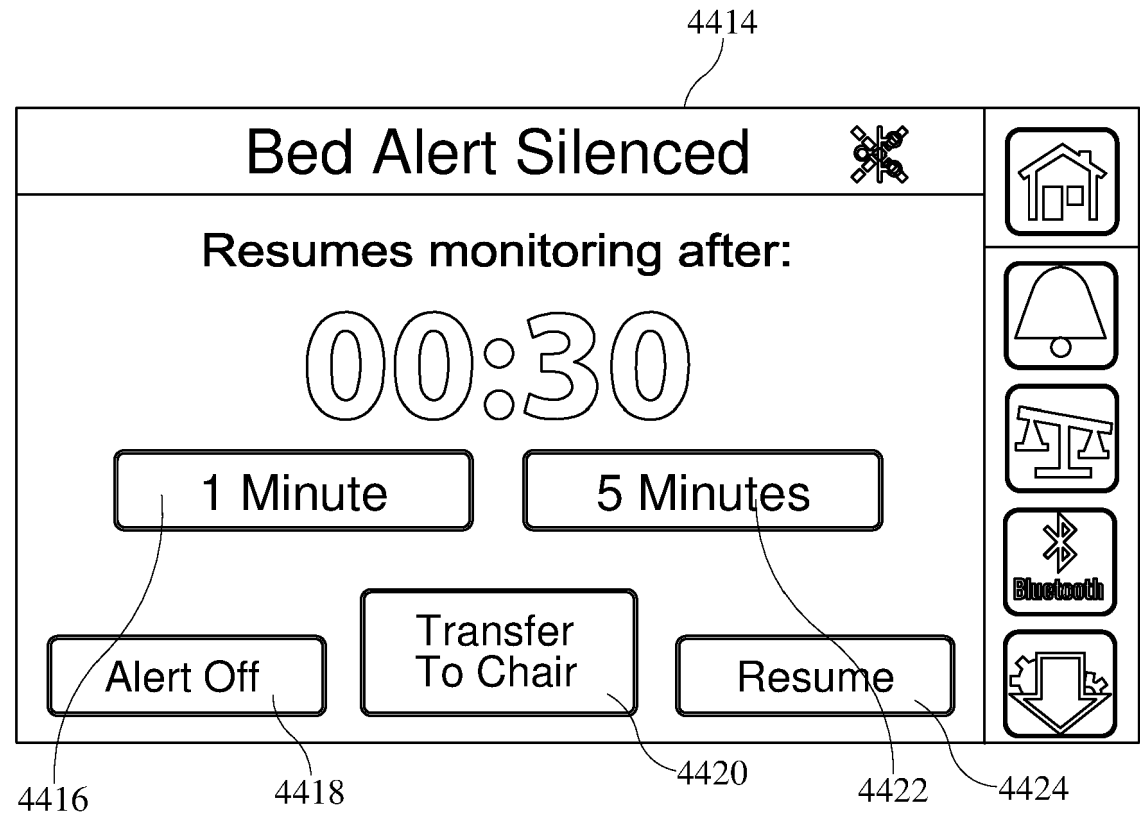 4414
Bed Alert Silenced
Resumes monitoring after:
00:30
1 Minute
5 Minutes
Transfer
To Chair
Alert Off
Resume
Bluetooth
4416
4418
4420
4422
4424